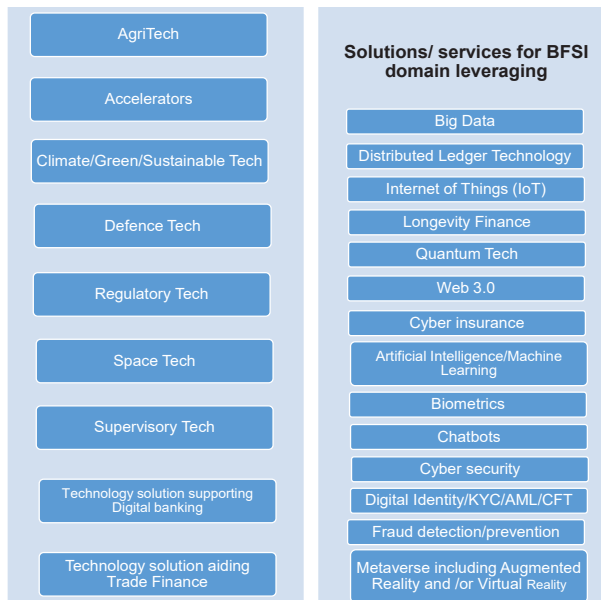 AgriTech
Accelerators
Climate/Green/Sustainable Tech
Defence Tech
Regulatory Tech
Space Tech
Supervisory Tech
Technology solution supporting
Digital banking
Technology solution aiding
Trade Finance
Solutions/ services for BFSI
domain leveraging
Big Data
Distributed Ledger Technology
Internet of Things (IoT)
Longevity Finance
Quantum Tech
Web 3.0
Cyber insurance
Artificial Intelligence/Machine
Learning
Biometrics
Chatbots
Cyber security
Digital Identity/KYC/AML/CFT
Fraud detection/prevention
Metaverse including Augmented
Reality and /or Virtual Reality